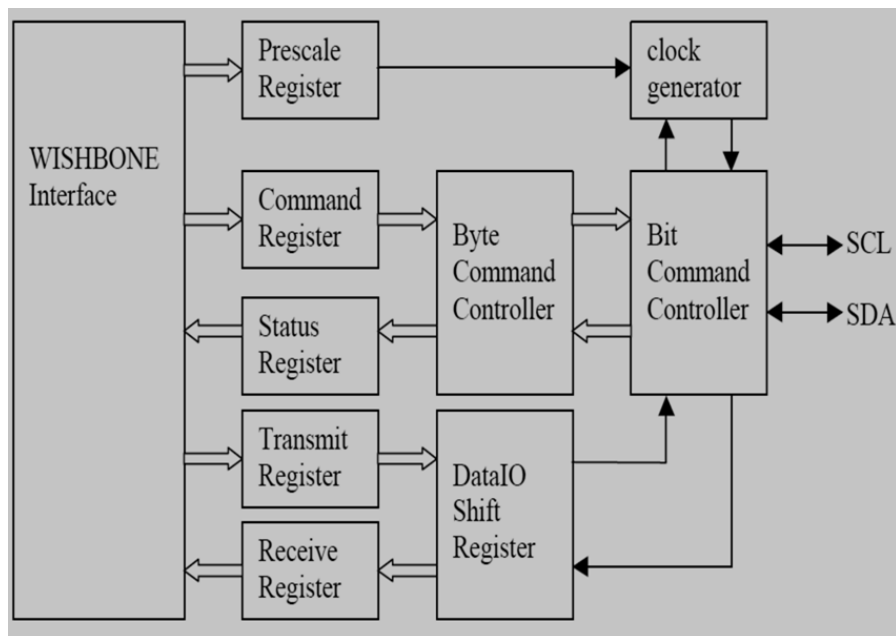 Prescale
Register
clock
generator
WISHBONE
Interface
Command
Register
Byte
Command
Controller
Bit
Command
Controller
SCL
SDA
Status
Register
Transmit
Register
DataIO
Shift
Register
Receive
Register